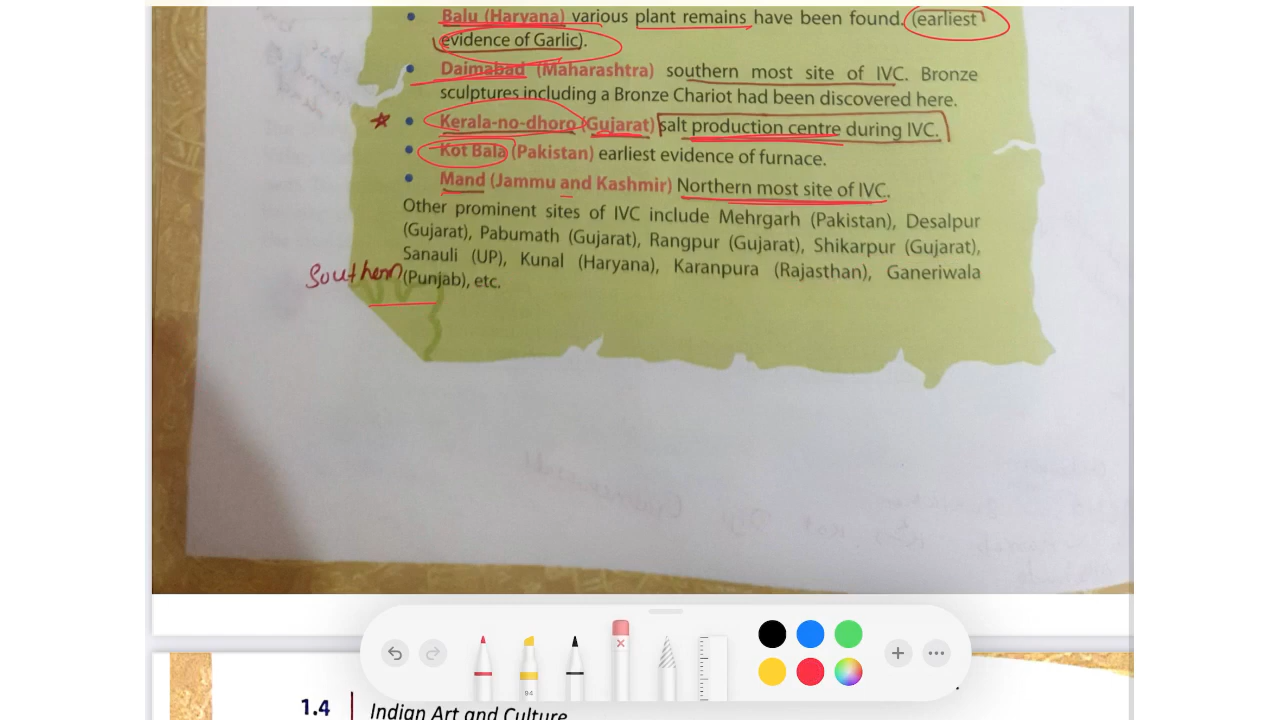 Balu (Haryana) various plant remains have been found. (earliest
evidence of Garlic).
Daimabad (Maharashtra) southern most site of IVC. Bronze
sculptures including a Bronze Chariot had been discovered here.
Kerala-no-dhoro (Gujarat) salt production centre during IVC.
Kot Bala (Pakistan) earliest evidence of furnace.
Mand (Jammu and Kashmir) Northern most site of IVC.
Other prominent sites of IVC include Mehrgarh (Pakistan), Desalpur
(Gujarat), Pabumath (Gujarat), Rangpur (Gujarat), Shikarpur (Gujarat),
Sanauli (UP), Kunal (Haryana), Karanpura (Rajasthan), Ganeriwala
(Punjab), etc.
Southern
94
1.4
Indian Art and Culture